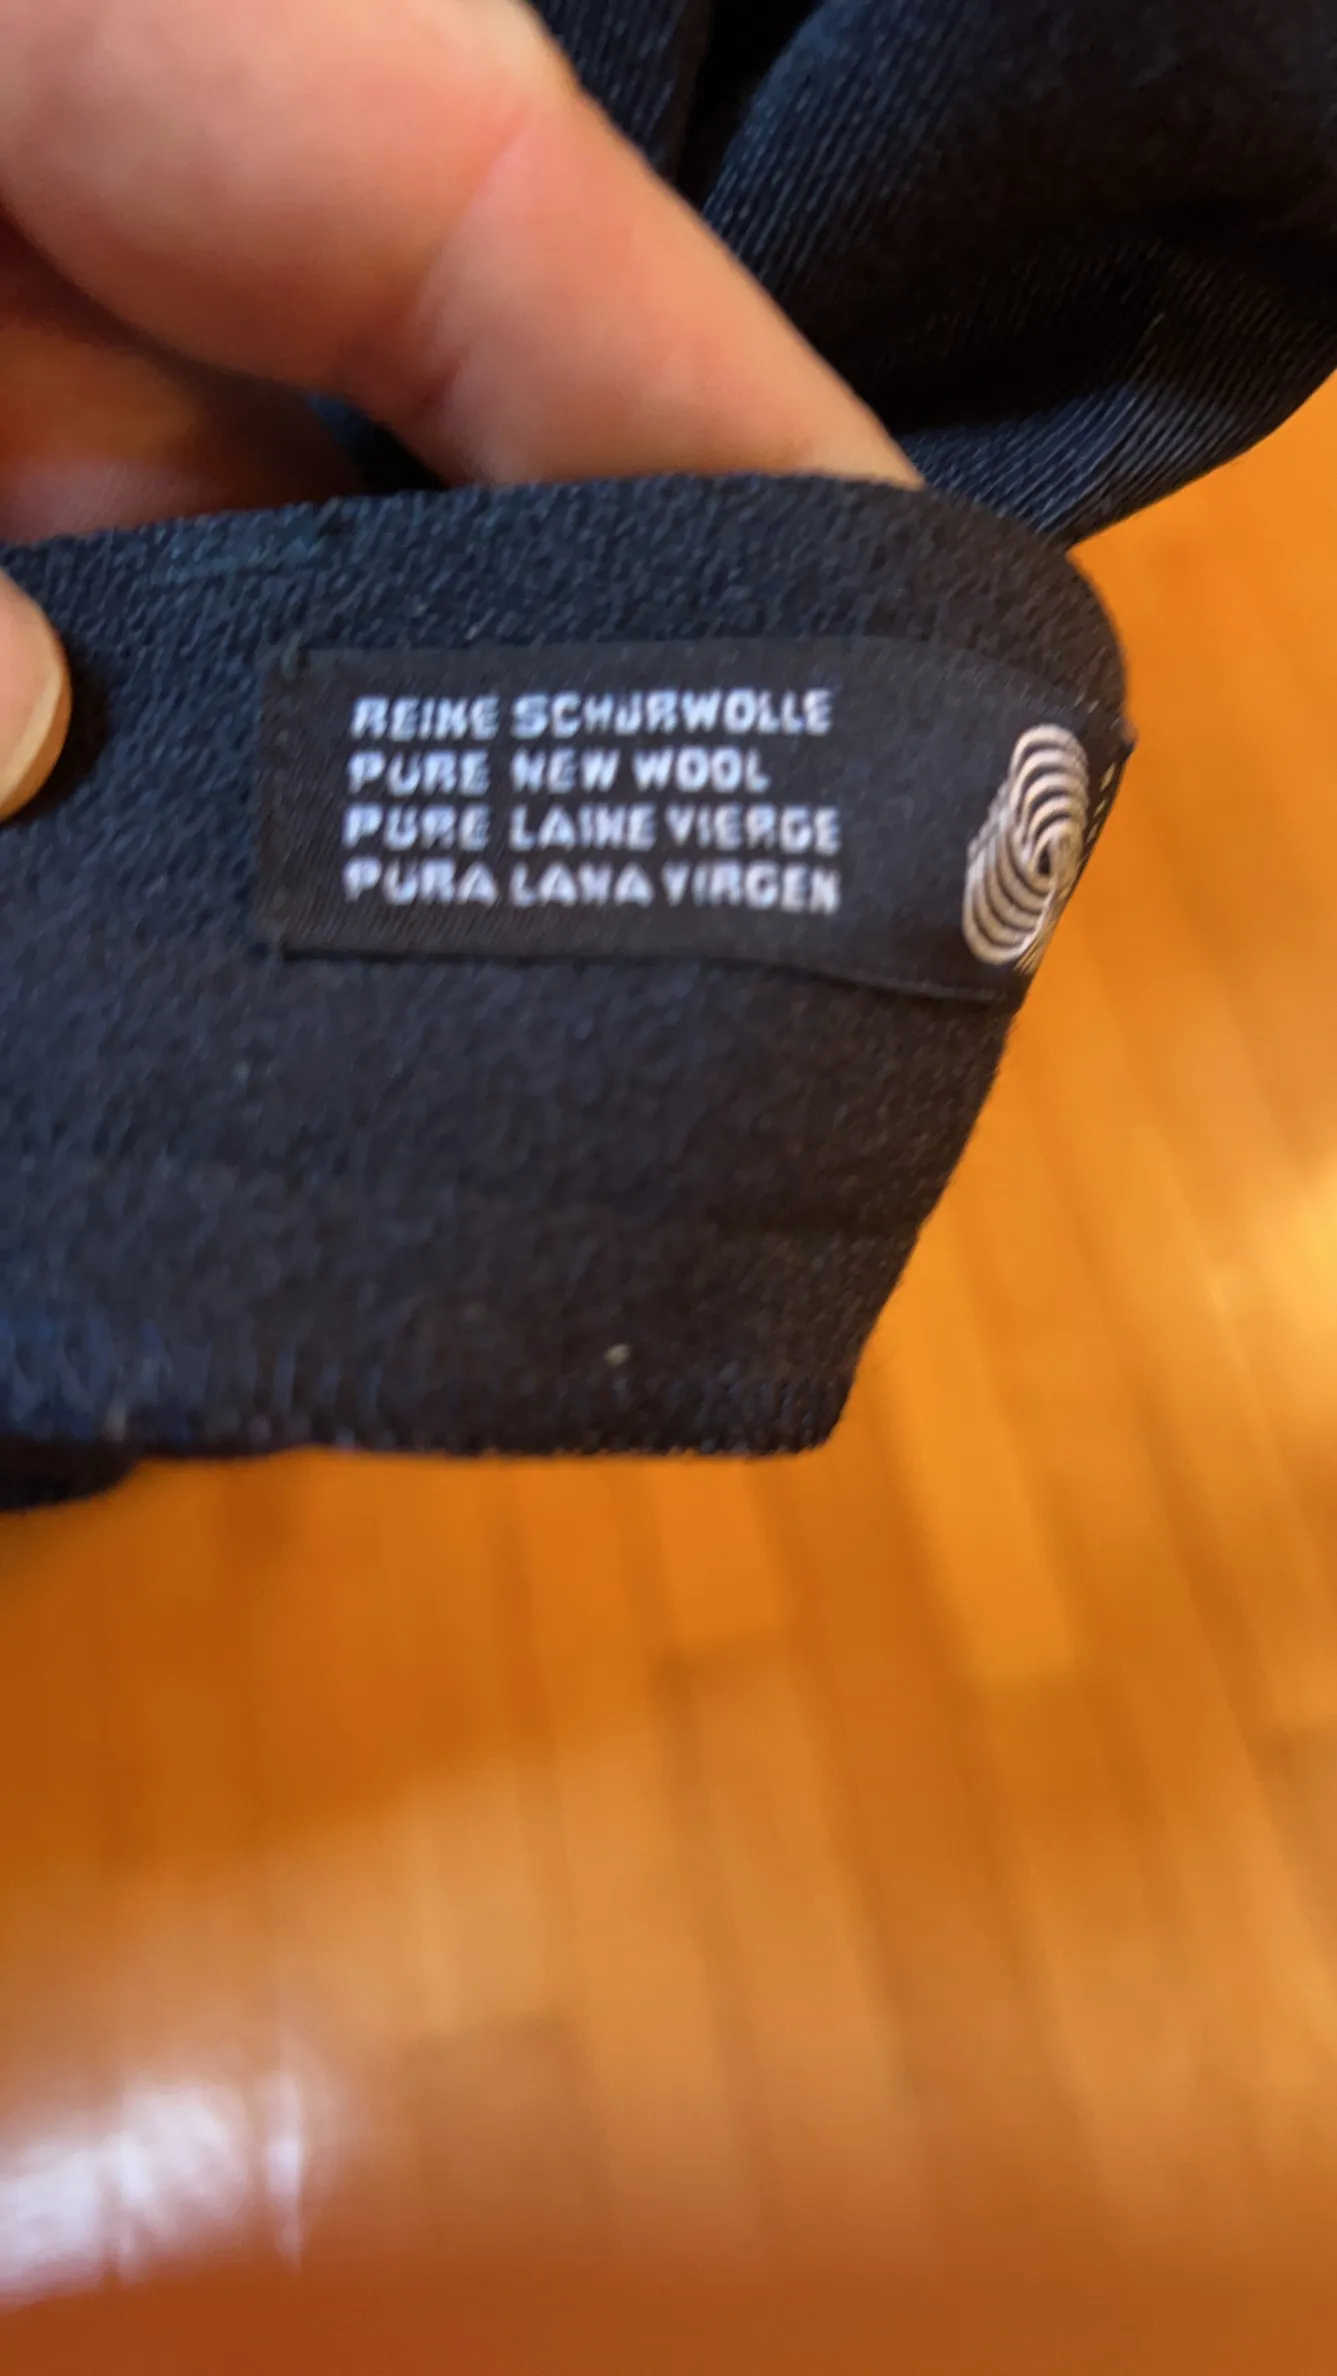 REINE SCHURWOLLE
PURE NEW WOOL
PURE LAINE VIERGE
PURA LANA VIRGEN